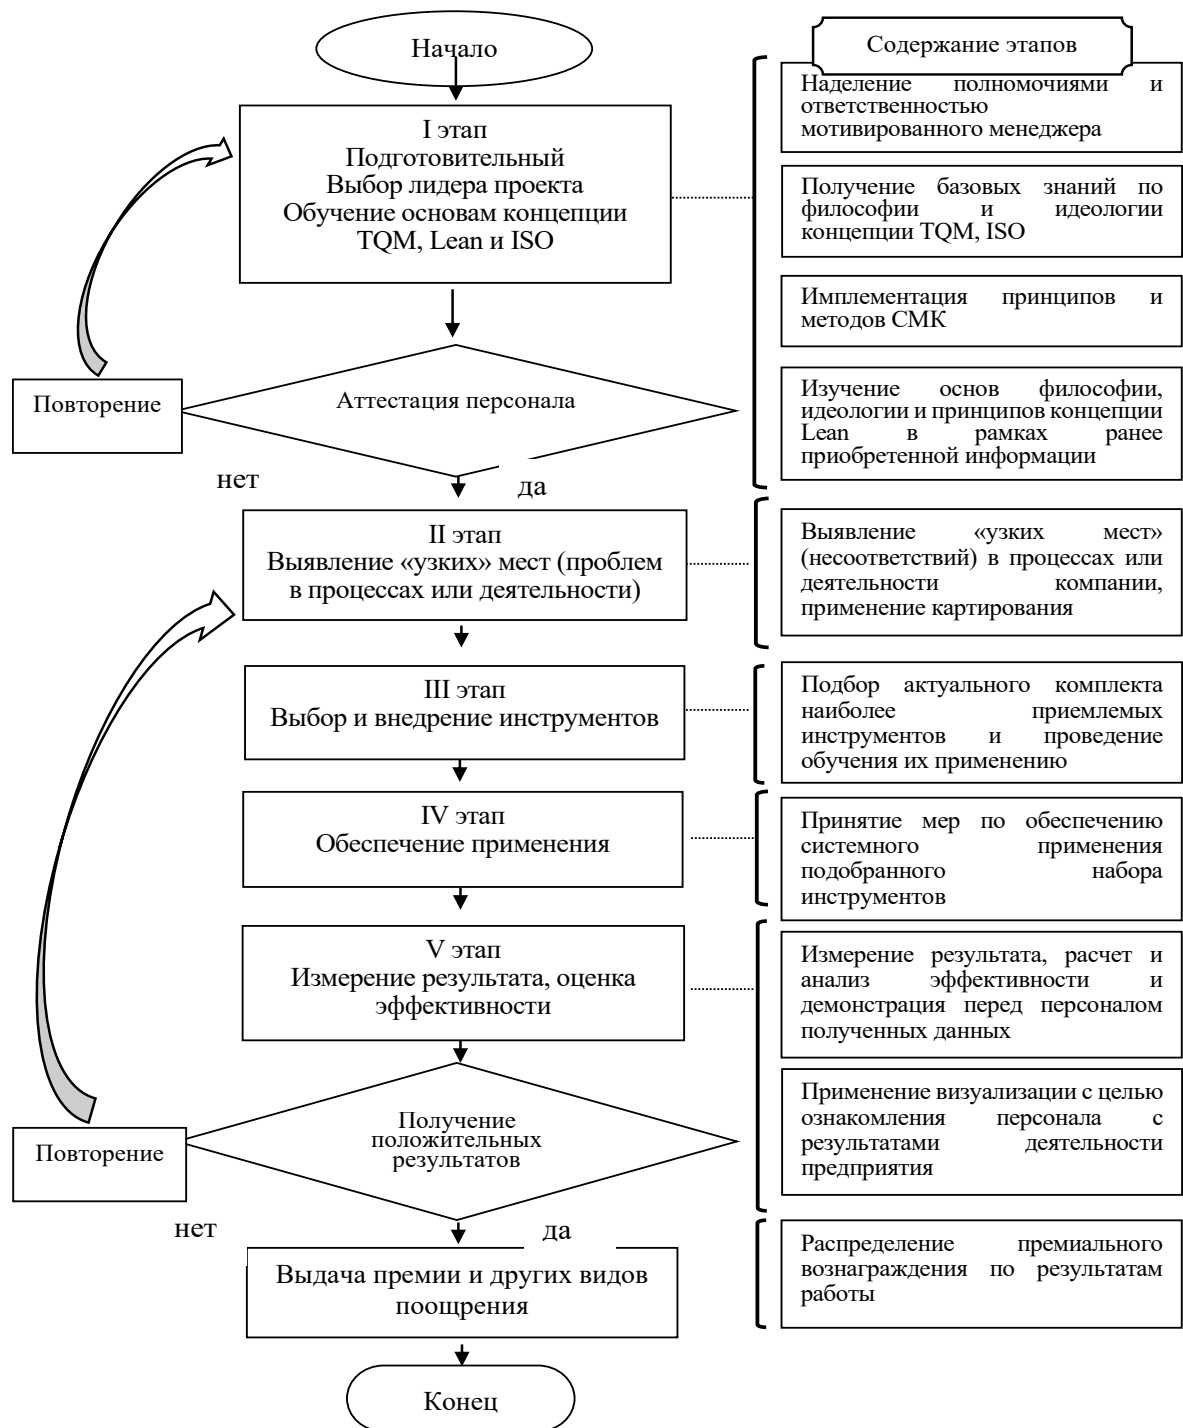 Начало
Содержание этапов
I этап
Подготовительный
Выбор лидера проекта
Обучение основам концепции
TQM, Lean и ISO
Наделение полномочиями и
ответственностью
мотивированного менеджера
Получение базовых знаний по
философии и идеологии
концепции TQM, ISO
Имплементация принципов и
методов СМК
Изучение основ философии,
идеологии и принципов концепции
Lean в рамках ранее
приобретенной информации
Повторение
Аттестация персонала
нет
да
II этап
Выявление «узких» мест (проблем
в процессах или деятельности)
Выявление «узких мест»
(несоответствий) в процессах или
деятельности компании,
применение картирования
III этап
Выбор и внедрение инструментов
Подбор актуального комплекта
наиболее приемлемых
инструментов и проведение
обучения их применению
IV этап
Обеспечение применения
Принятие мер по обеспечению
системного применения
подобранного набора
инструментов
V этап
Измерение результата, оценка
эффективности
Измерение результата, расчет и
анализ эффективности и
демонстрация перед персоналом
полученных данных
Применение визуализации с целью
ознакомления персонала с
результатами деятельности
предприятия
Повторение
Получение
положительных
результатов
нет
да
Выдача премии и других видов
поощрения
Распределение премиального
вознаграждения по результатам
работы
Конец